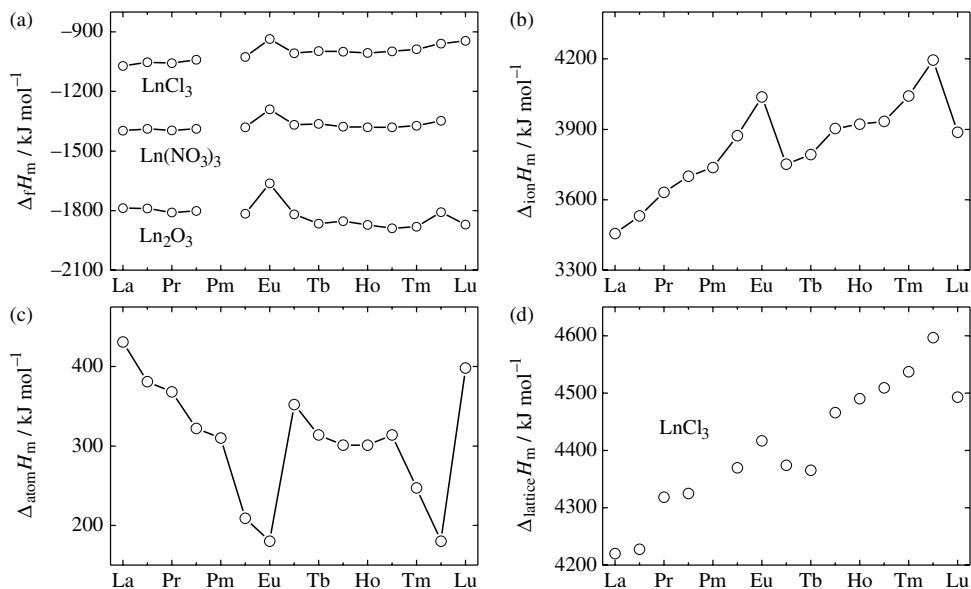 (a)
−900
−1200
−1500
−1800
−2100
ΔfHm / kJ mol−1
LnCl3
Ln(NO3)3
Ln2O3
La Pr Pm Eu Tb Ho Tm Lu
(b)
4200
3900
3600
3300
ΔionHm / kJ mol−1
La Pr Pm Eu Tb Ho Tm Lu
(c)
400
300
200
ΔatomHm / kJ mol−1
La Pr Pm Eu Tb Ho Tm Lu
(d)
4600
4500
4400
4300
4200
ΔlatticeHm / kJ mol−1
LnCl3
La Pr Pm Eu Tb Ho Tm Lu